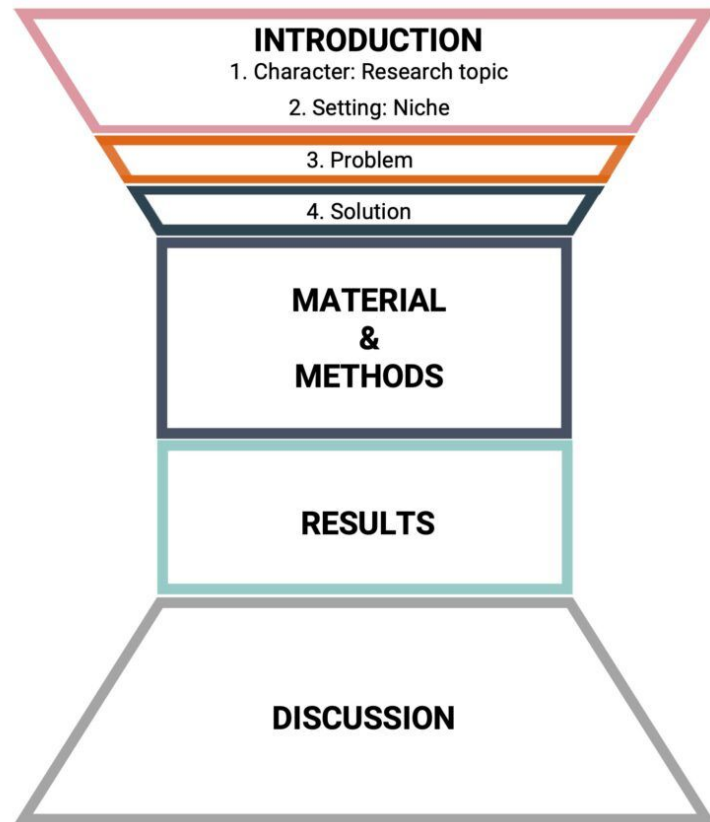 INTRODUCTION
1. Character: Research topic
2. Setting: Niche
3. Problem
4. Solution
MATERIAL
&
METHODS
RESULTS
DISCUSSION